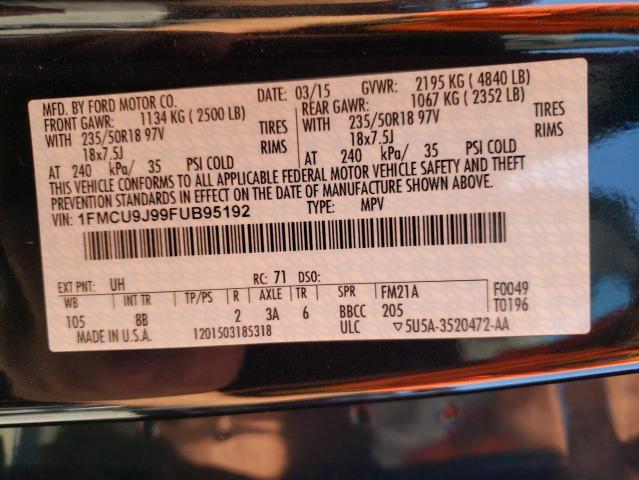 MFD. BY FORD MOTOR CO. DATE: 03/15 GVWR: 2195 KG ( 4840 LB)
FRONT GAWR: 1134 KG ( 2500 LB) REAR GAWR: 1067 KG ( 2352 LB)
WITH 235/50R18 97V TIRES WITH 235/50R18 97V TIRES
18x7.5J RIMS 18x7.5J RIMS
AT 240 kPa/ 35 PSI COLD AT 240 kPa/ 35 PSI COLD
THIS VEHICLE CONFORMS TO ALL APPLICABLE FEDERAL MOTOR VEHICLE SAFETY AND THEFT
PREVENTION STANDARDS IN EFFECT ON THE DATE OF MANUFACTURE SHOWN ABOVE.
VIN: 1FMCU9J99FUB95192 TYPE: MPV
EXT PNT: UH RC: 71 DSO: F0049
WB INT TR TP/PS R AXLE TR SPR FM21A T0196
105 8B 2 3A 6 BBCC 205
MADE IN U.S.A. 1201503185318 ULC ▽5U5A-3520472-AA